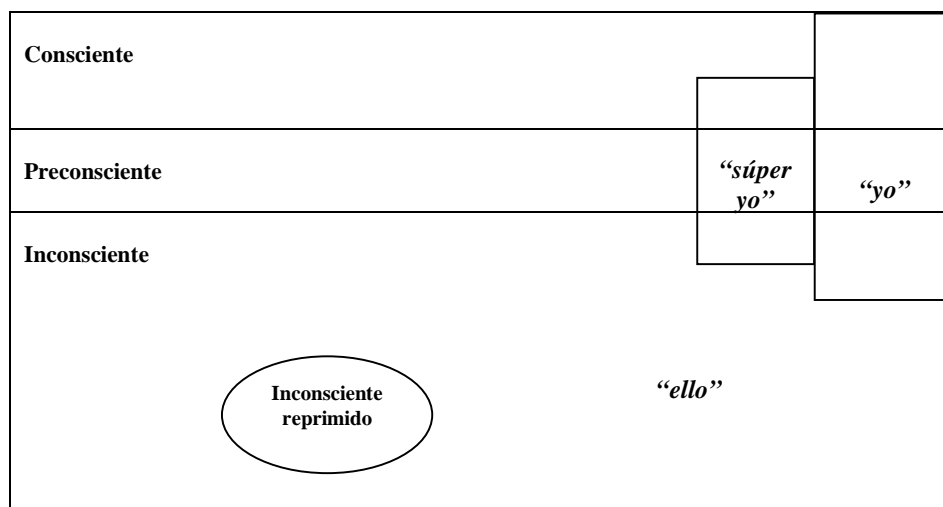 Consciente
Preconsciente
“súper
yo”
“yo”
Inconsciente
Inconsciente
reprimido
“ello”